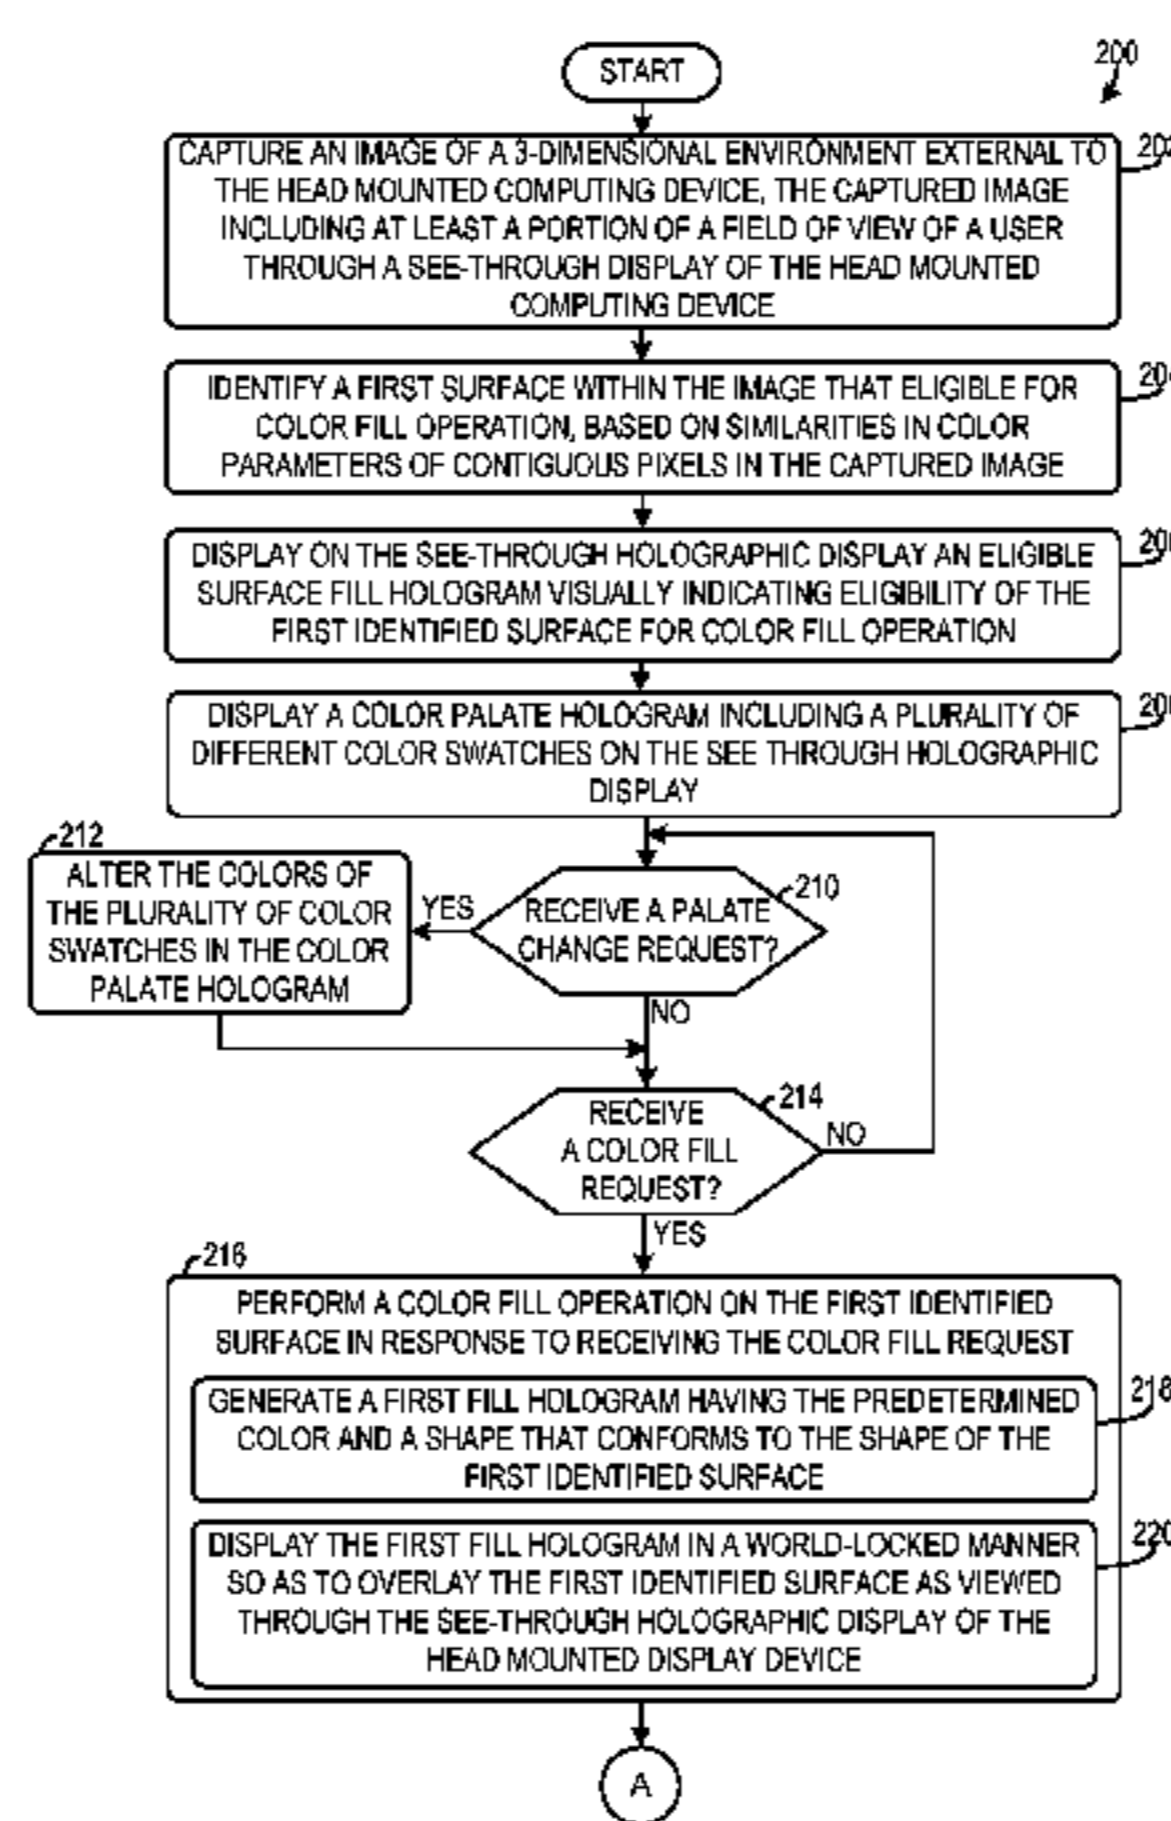 START
200
CAPTURE AN IMAGE OF A 3-DIMENSIONAL ENVIRONMENT EXTERNAL TO
THE HEAD MOUNTED COMPUTING DEVICE, THE CAPTURED IMAGE
INCLUDING AT LEAST A PORTION OF A FIELD OF VIEW OF A USER
THROUGH A SEE-THROUGH DISPLAY OF THE HEAD MOUNTED
COMPUTING DEVICE
202
IDENTIFY A FIRST SURFACE WITHIN THE IMAGE THAT ELIGIBLE FOR
COLOR FILL OPERATION, BASED ON SIMILARITIES IN COLOR
PARAMETERS OF CONTIGUOUS PIXELS IN THE CAPTURED IMAGE
DISPLAY ON THE SEE-THROUGH HOLOGRAPHIC DISPLAY AN ELIGIBLE
SURFACE FILL HOLOGRAM VISUALLY INDICATING ELIGIBILITY OF THE
FIRST IDENTIFIED SURFACE FOR COLOR FILL OPERATION
DISPLAY A COLOR PALATE HOLOGRAM INCLUDING A PLURALITY OF
DIFFERENT COLOR SWATCHES ON THE SEE THROUGH HOLOGRAPHIC
DISPLAY
212
ALTER THE COLORS OF
THE PLURALITY OF COLOR
SWATCHES IN THE COLOR
PALATE HOLOGRAM
YES
RECEIVE A PALATE
CHANGE REQUEST?
210
NO
RECEIVE
A COLOR FILL
REQUEST?
214
NO
YES
216
PERFORM A COLOR FILL OPERATION ON THE FIRST IDENTIFIED
SURFACE IN RESPONSE TO RECEIVING THE COLOR FILL REQUEST
GENERATE A FIRST FILL HOLOGRAM HAVING THE PREDETERMINED
COLOR AND A SHAPE THAT CONFORMS TO THE SHAPE OF THE
FIRST IDENTIFIED SURFACE
218
DISPLAY THE FIRST FILL HOLOGRAM IN A WORLD-LOCKED MANNER
SO AS TO OVERLAY THE FIRST IDENTIFIED SURFACE AS VIEWED
THROUGH THE SEE-THROUGH HOLOGRAPHIC DISPLAY OF THE
HEAD MOUNTED DISPLAY DEVICE
220
A